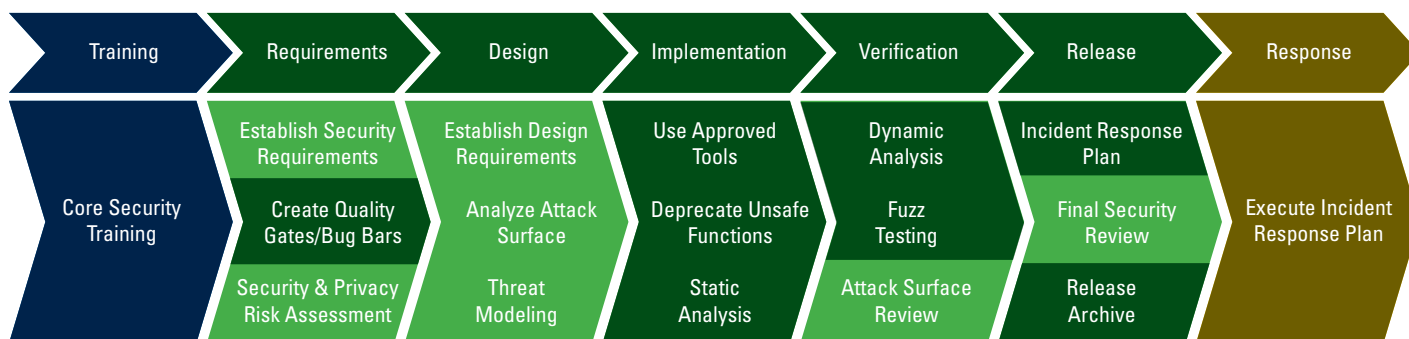 Training
Requirements
Design
Implementation
Verification
Release
Response
Core Security
Training
Establish Security
Requirements
Create Quality
Gates/Bug Bars
Security & Privacy
Risk Assessment
Establish Design
Requirements
Analyze Attack
Surface
Threat
Modeling
Use Approved
Tools
Deprecate Unsafe
Functions
Static
Analysis
Dynamic
Analysis
Fuzz
Testing
Attack Surface
Review
Incident Response
Plan
Final Security
Review
Release
Archive
Execute Incident
Response Plan